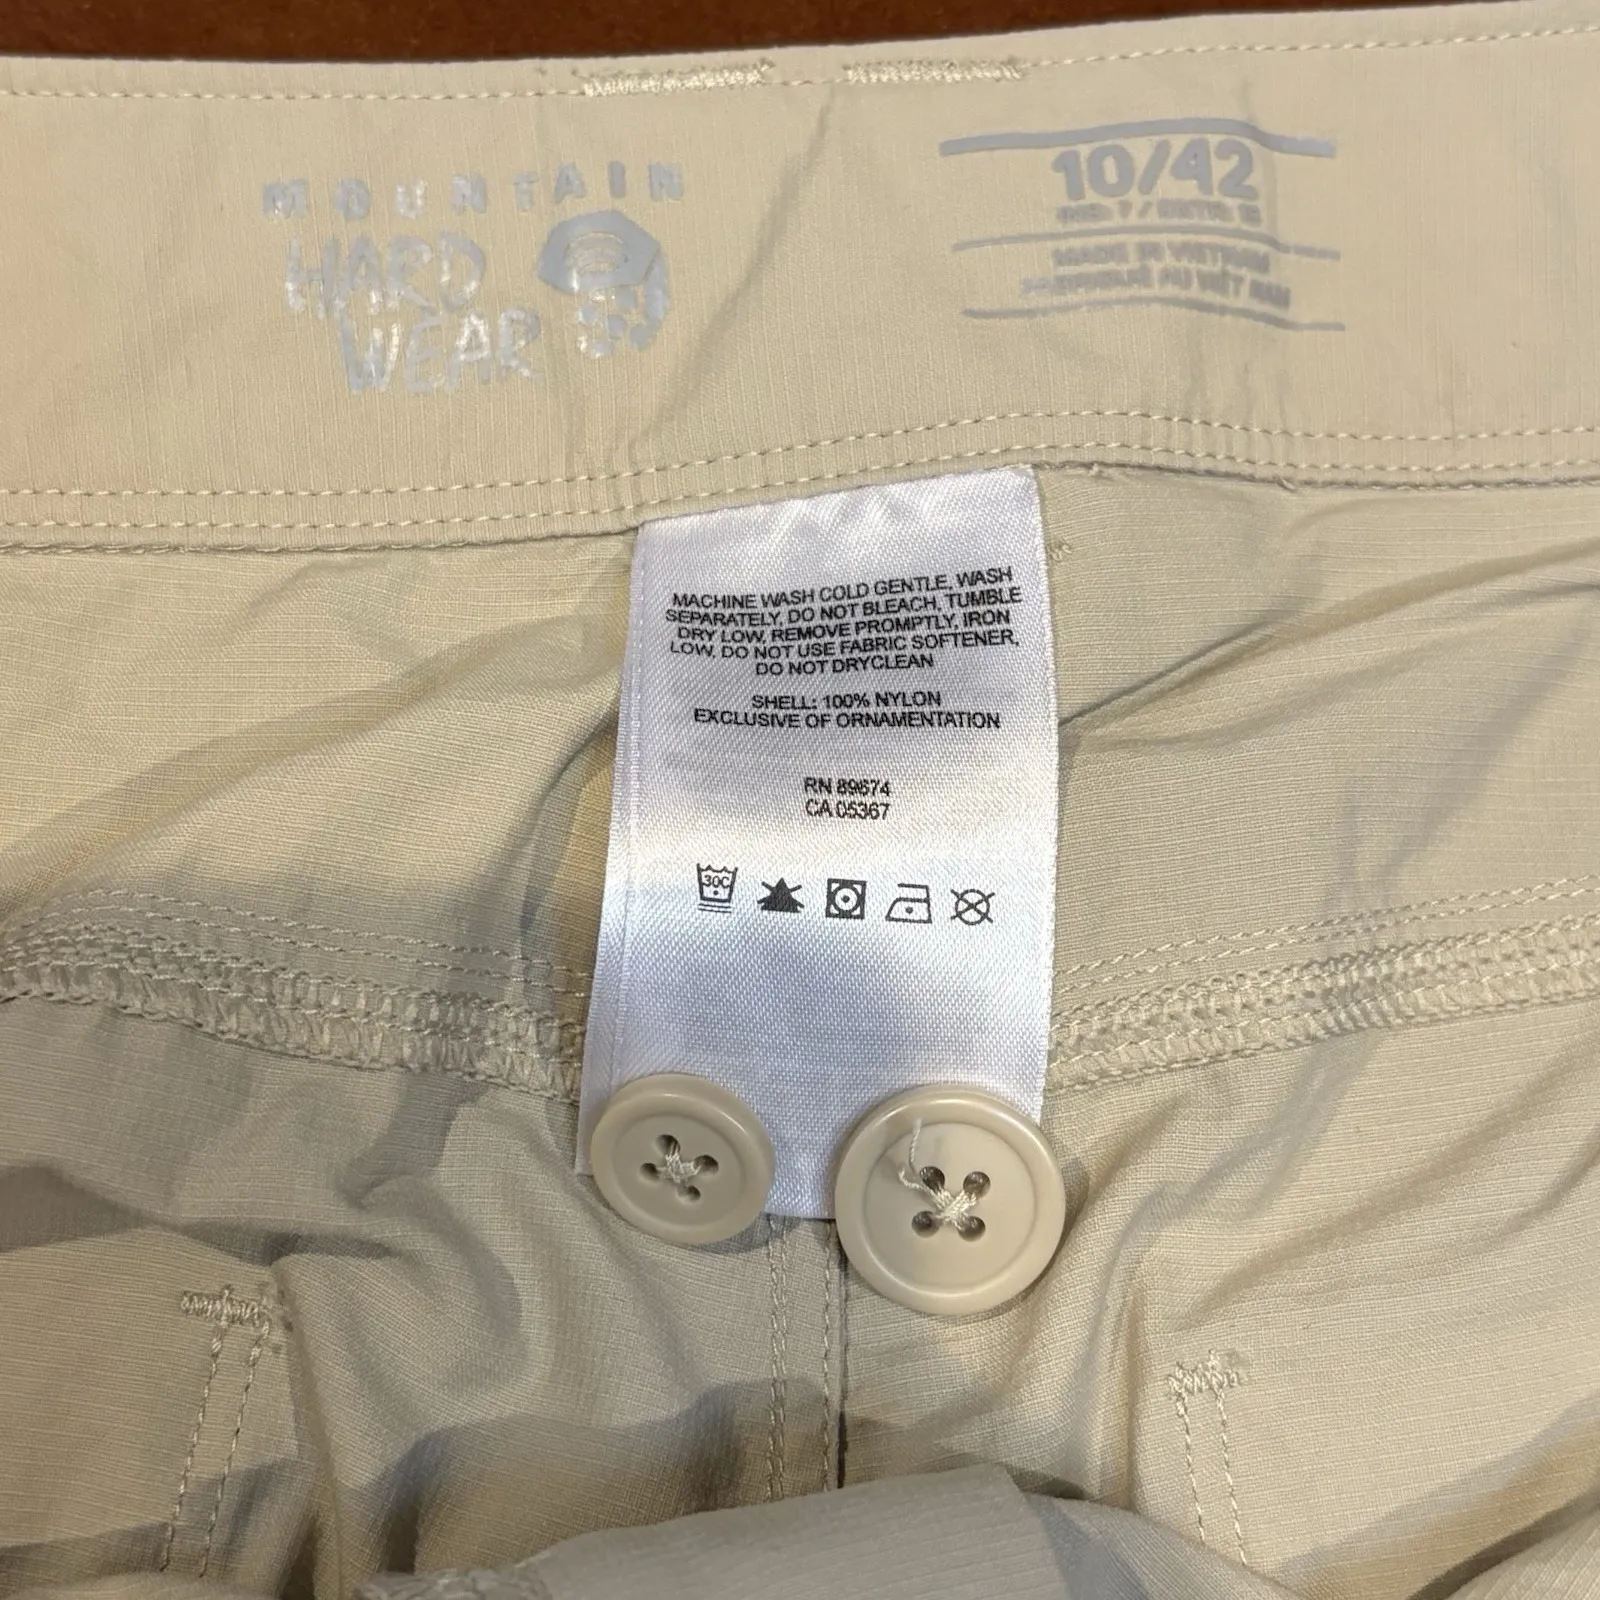 MOUNTAIN
HARD
WEAR
10/42
MADE IN VIETNAM
MACHINE WASH COLD GENTLE, WASH
SEPARATELY, DO NOT BLEACH, TUMBLE
DRY LOW, REMOVE PROMPTLY, IRON
LOW, DO NOT USE FABRIC SOFTENER,
DO NOT DRYCLEAN
SHELL: 100% NYLON
EXCLUSIVE OF ORNAMENTATION
RN 89674
CA 05367
30C